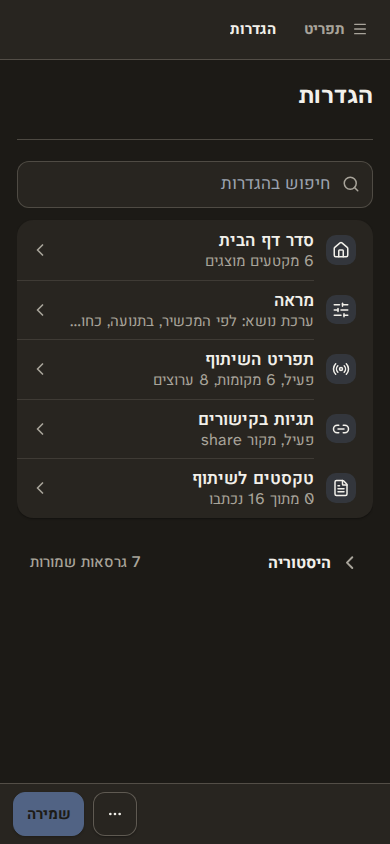 תפריט
הגדרות
הגדרות
חיפוש בהגדרות
סדר דף הבית
6 מקטעים מוצגים
מראה
ערכת נושא: לפי המכשיר, בתנועה, כחו...
תפריט השיתוף
פעיל, 6 מקומות, 8 ערוצים
תגיות בקישורים
פעיל, מקור share
טקסטים לשיתוף
0 מתוך 16 נכתבו
היסטוריה
7 גרסאות שמורות
שמירה